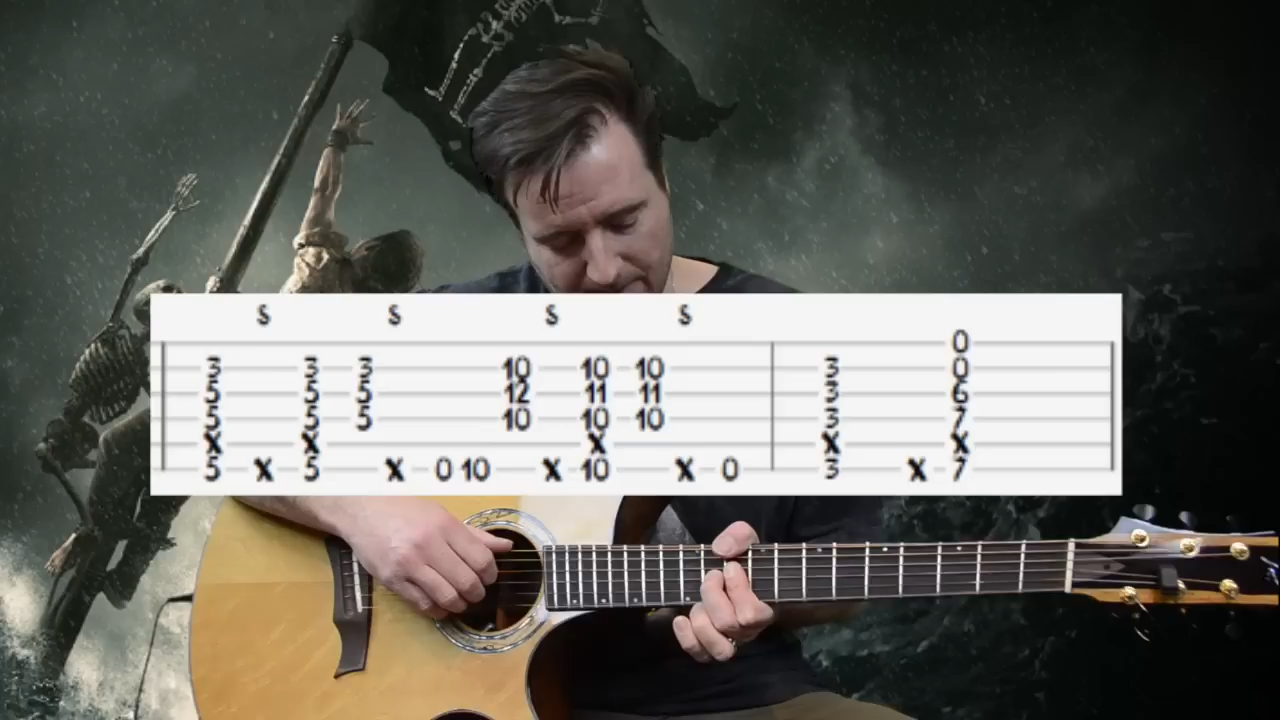 S S S S
0
3 3 3 10 10 10 3 0
5 5 5 12 11 11 3 6
5 5 5 10 10 10 3 7
X X X X X
5 X 5 X 0 10 X 10 X 0 3 X 7